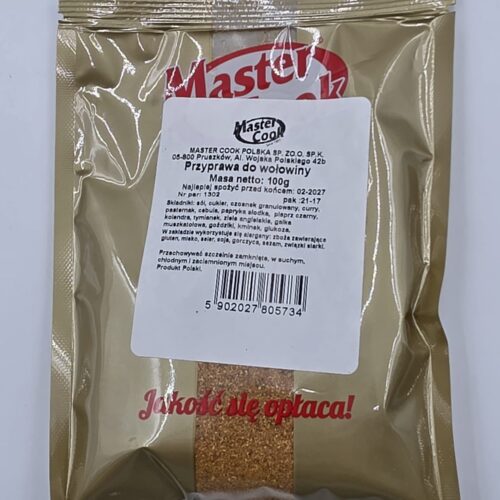 Master
Cook
Master
Cook
MASTER COOK POLSKA SP. ZO.O. SP.K.
05-800 Pruszków, Al. Wojska Polskiego 42b
Przyprawa do wołowiny
Masa netto: 100g
Najlepiej spożyć przed końcem: 02-2027
Nr par: 1302 pak :21-17
Składniki: sól, cukier, czosnek granulowany, curry,
pasternak, cebula, papryka słodka, pieprz czarny,
kolendra, tymianek, ziele angielskie, gałka
muszkatołowa, goździki, kminek, glukoza.
W zakładzie wykorzystuje się alergeny: zboża zawierające
gluten, mleko, seler, soja, gorczyca, sezam, związki siarki.
Przechowywać szczelnie zamknięte, w suchym,
chłodnym i zaciemnionym miejscu.
Produkt Polski.
5 902027 805734
Jakość się opłaca!